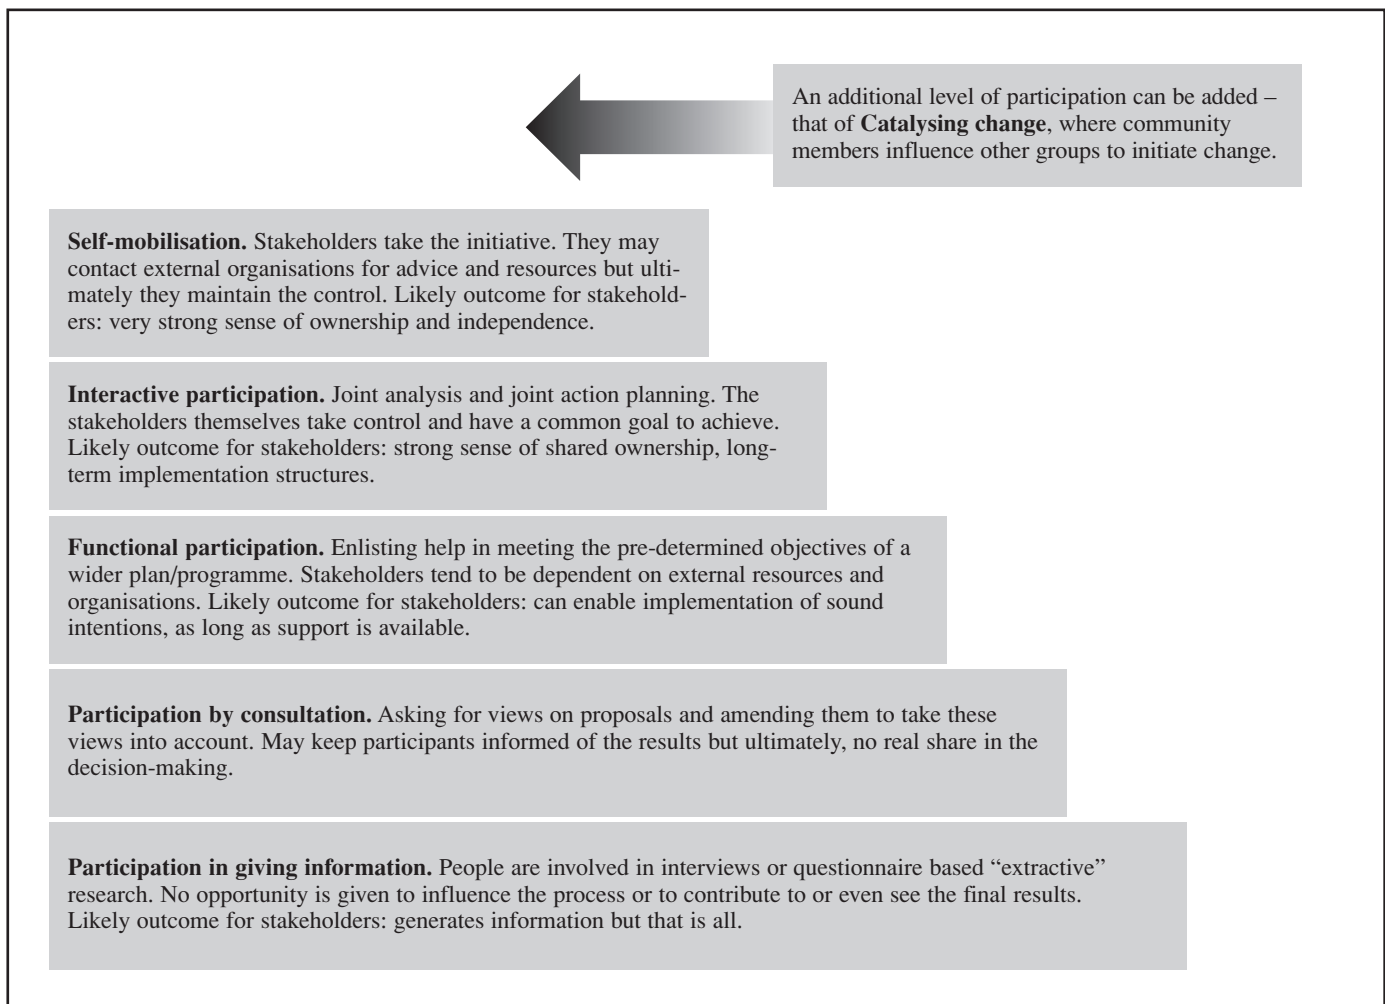 An additional level of participation can be added –
that of Catalysing change, where community
members influence other groups to initiate change.
Self-mobilisation. Stakeholders take the initiative. They may
contact external organisations for advice and resources but ulti-
mately they maintain the control. Likely outcome for stakehold-
ers: very strong sense of ownership and independence.
Interactive participation. Joint analysis and joint action planning. The
stakeholders themselves take control and have a common goal to achieve.
Likely outcome for stakeholders: strong sense of shared ownership, long-
term implementation structures.
Functional participation. Enlisting help in meeting the pre-determined objectives of a
wider plan/programme. Stakeholders tend to be dependent on external resources and
organisations. Likely outcome for stakeholders: can enable implementation of sound
intentions, as long as support is available.
Participation by consultation. Asking for views on proposals and amending them to take these
views into account. May keep participants informed of the results but ultimately, no real share in the
decision-making.
Participation in giving information. People are involved in interviews or questionnaire based “extractive”
research. No opportunity is given to influence the process or to contribute to or even see the final results.
Likely outcome for stakeholders: generates information but that is all.